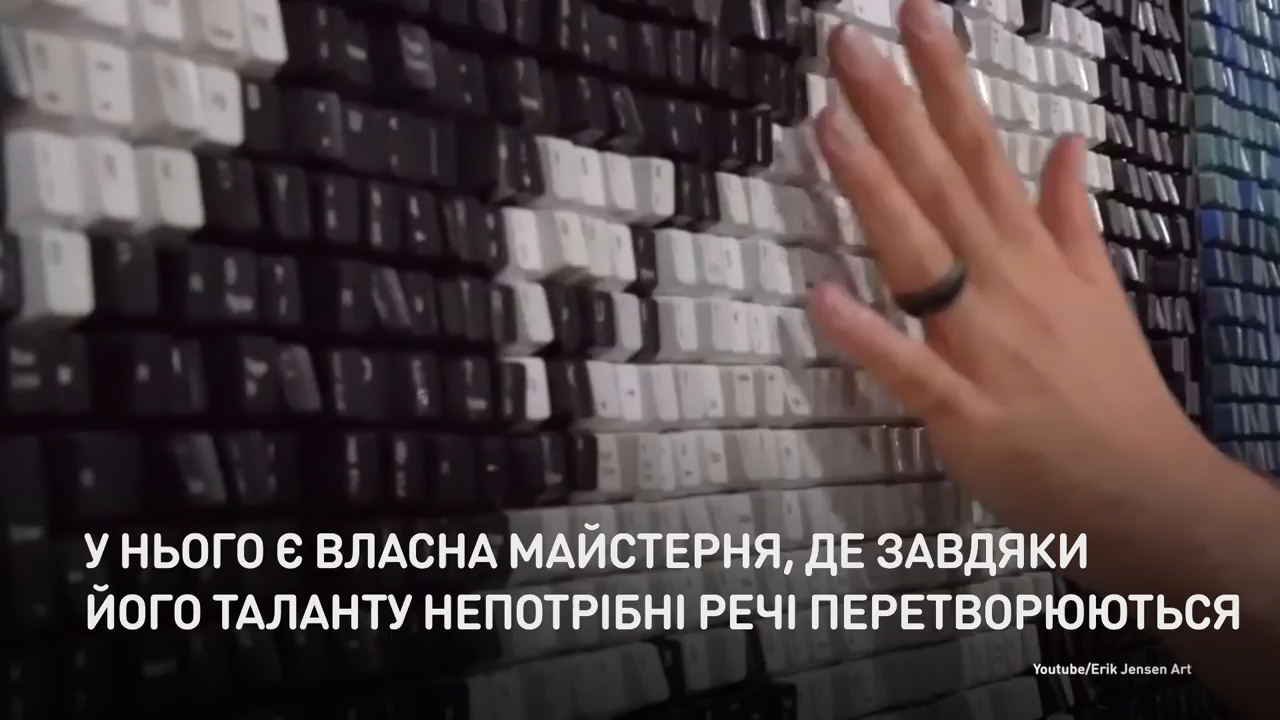 У НЬОГО Є ВЛАСНА МАЙСТЕРНЯ, ДЕ ЗАВДЯКИ
ЙОГО ТАЛАНТУ НЕПОТРІБНІ РЕЧІ ПЕРЕТВОРЮЮТЬСЯ
Youtube/Erik Jensen Art